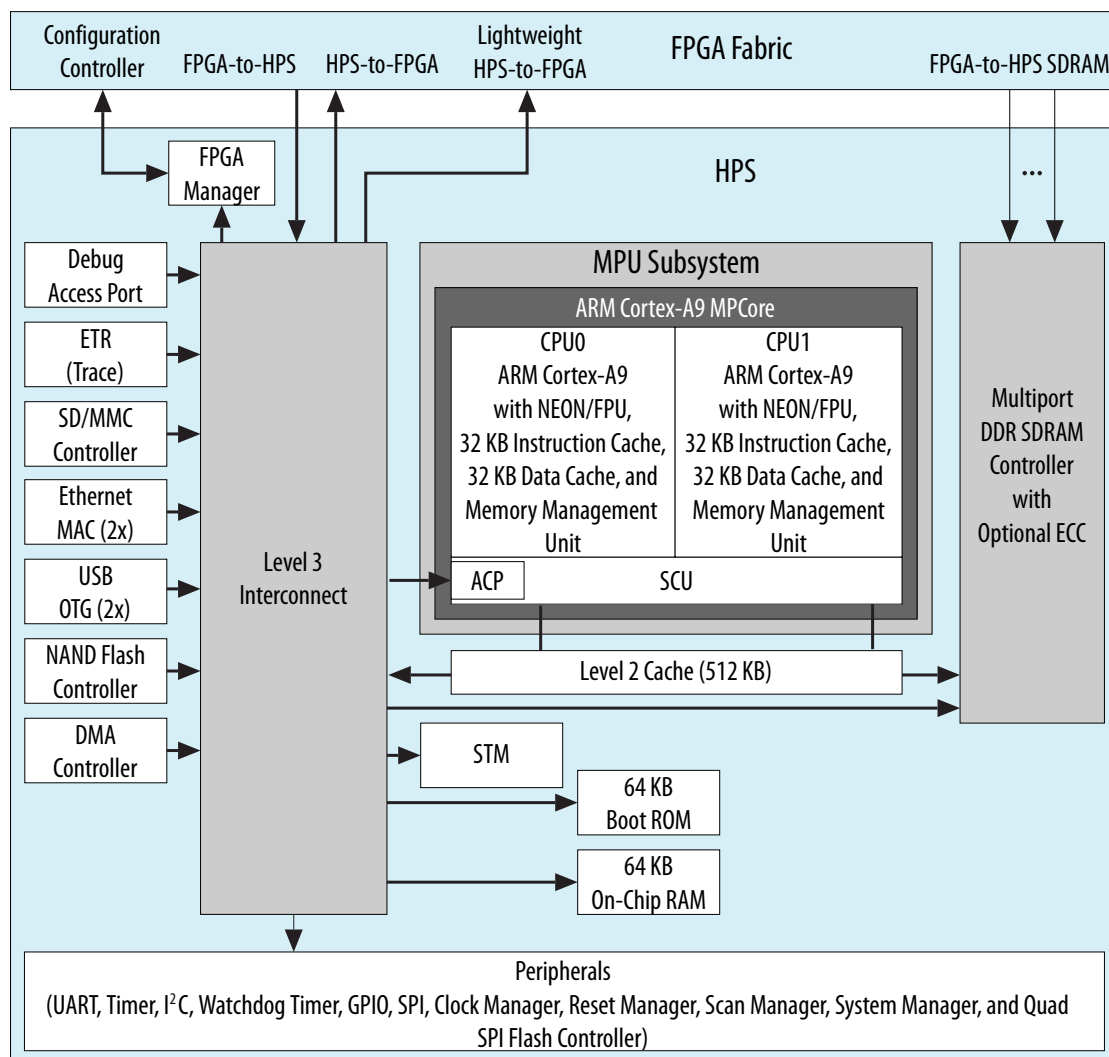 Configuration
Controller
FPGA-to-HPS
HPS-to-FPGA
Lightweight
HPS-to-FPGA
FPGA Fabric
FPGA-to-HPS SDRAM
FPGA
Manager
HPS
...
Debug
Access Port
ETR
(Trace)
SD/MMC
Controller
Ethernet
MAC (2x)
USB
OTG (2x)
NAND Flash
Controller
DMA
Controller
Level 3
Interconnect
MPU Subsystem
ARM Cortex-A9 MPCore
CPU0
ARM Cortex-A9
with NEON/FPU,
32 KB Instruction Cache,
32 KB Data Cache, and
Memory Management
Unit
CPU1
ARM Cortex-A9
with NEON/FPU,
32 KB Instruction Cache,
32 KB Data Cache, and
Memory Management
Unit
ACP
SCU
Level 2 Cache (512 KB)
Multiport
DDR SDRAM
Controller
with
Optional ECC
STM
64 KB
Boot ROM
64 KB
On-Chip RAM
Peripherals
(UART, Timer, I²C, Watchdog Timer, GPIO, SPI, Clock Manager, Reset Manager, Scan Manager, System Manager, and Quad
SPI Flash Controller)